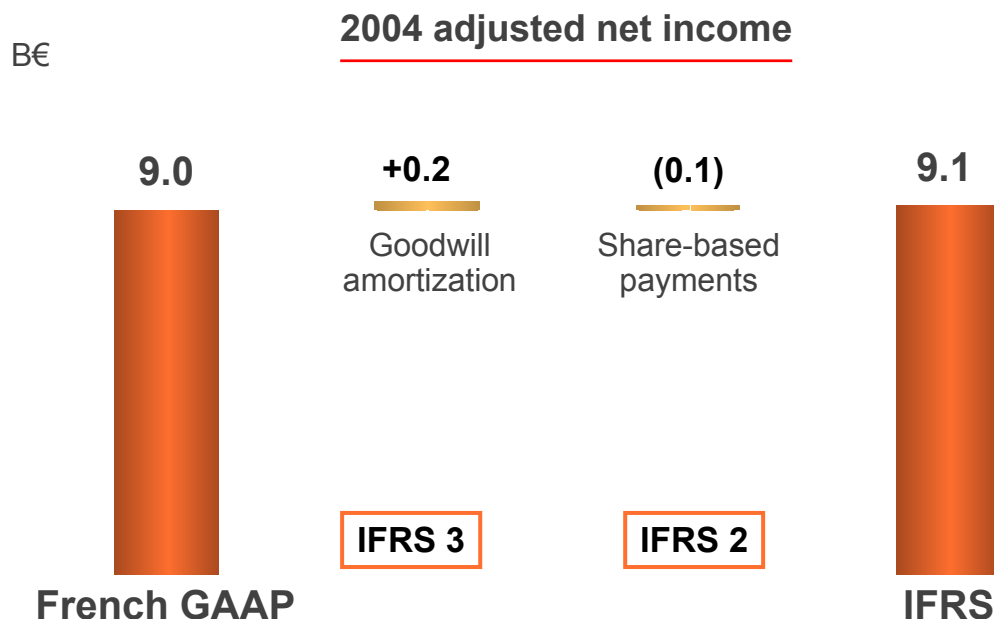 2004 adjusted net income
B€
9.0
+0.2
(0.1)
9.1
Goodwill
amortization
Share-based
payments
IFRS 3
IFRS 2
French GAAP
IFRS